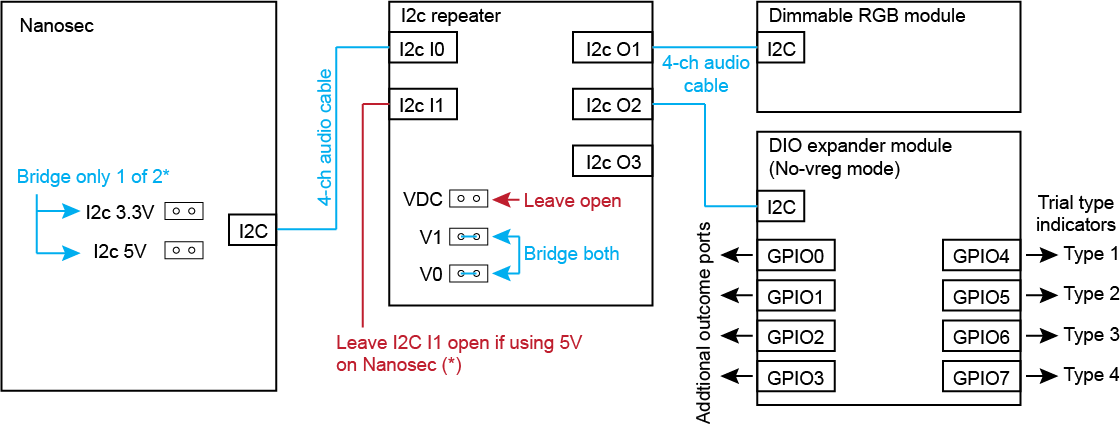 Nanosec
Bridge only 1 of 2*
I2c 3.3V
I2c 5V
I2C
4-ch audio cable
I2c repeater
I2c I0
I2c I1
I2c O1
I2c O2
I2c O3
VDC
Leave open
V1
V0
Bridge both
Leave I2C I1 open if using 5V
on Nanosec (*)
4-ch audio
cable
Dimmable RGB module
I2C
DIO expander module
(No-vreg mode)
I2C
GPIO0
GPIO1
GPIO2
GPIO3
GPIO4
GPIO5
GPIO6
GPIO7
Addtional outcome ports
Trial type
indicators
Type 1
Type 2
Type 3
Type 4